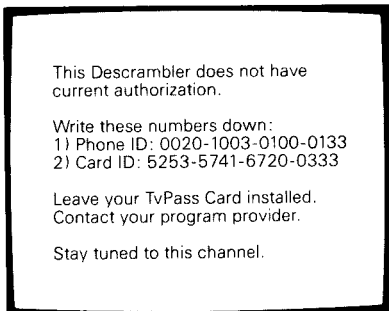 This Descrambler does not have
current authorization.
Write these numbers down:
1) Phone ID: 0020-1003-0100-0133
2) Card ID: 5253-5741-6720-0333
Leave your TvPass Card installed.
Contact your program provider.
Stay tuned to this channel.